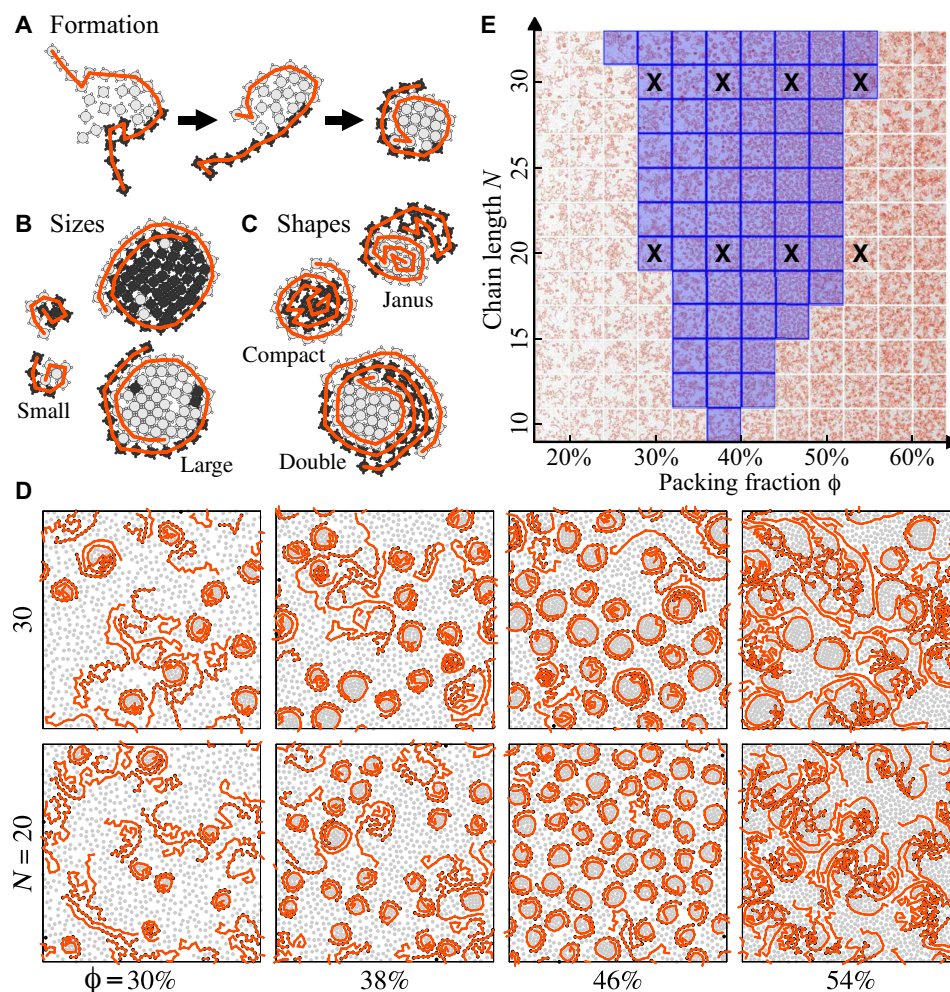 A Formation
B Sizes
Small
Large
C Shapes
Janus
Compact
Double
E
Chain length N
30
25
20
15
10
X X X X
X X X X
20% 30% 40% 50% 60%
Packing fraction ϕ
D
30
N = 20
ϕ = 30% 38% 46% 54%